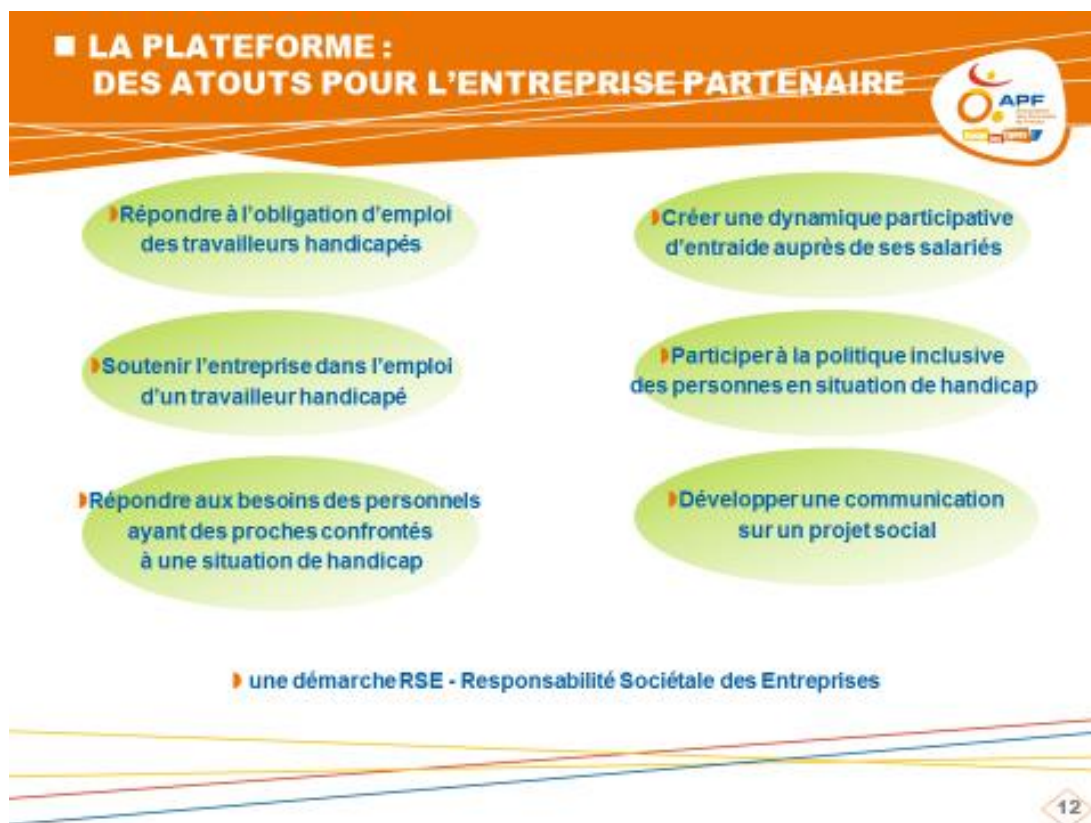 LA PLATEFORME :
DES ATOUTS POUR L'ENTREPRISE PARTENAIRE
APF
Répondre à l'obligation d'emploi
des travailleurs handicapés
Soutenir l'entreprise dans l'emploi
d'un travailleur handicapé
Répondre aux besoins des personnels
ayant des proches confrontés
à une situation de handicap
Créer une dynamique participative
d'entraide auprès de ses salariés
Participer à la politique inclusive
des personnes en situation de handicap
Développer une communication
sur un projet social
une démarche RSE - Responsabilité Sociétale des Entreprises
12